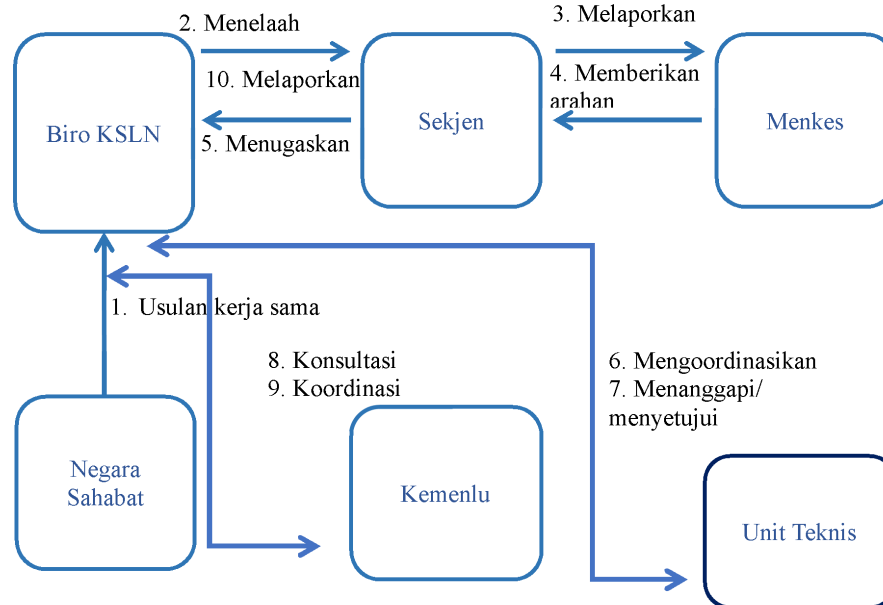 2. Menelaah
3. Melaporkan
10. Melaporkan
4. Memberikan
arahan
Biro KSLN
Sekjen
Menkes
5. Menugaskan
1. Usulan kerja sama
8. Konsultasi
9. Koordinasi
6. Mengoordinasikan
7. Menanggapi/
menyetujui
Negara
Sahabat
Kemenlu
Unit Teknis